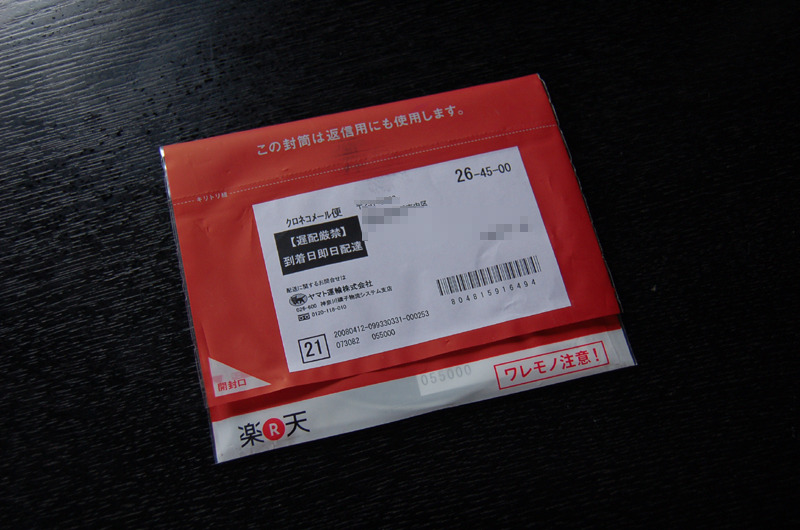 この封筒は返信用にも使用します。
キリトリ線
26-45-00
クロネコメール便
【遅配厳禁】
到着日即日配達
配送に関するお問合せは
ヤマト運輸株式会社
0120-118-010
804815916494
21
20080412-099330331-000253
073082 055000
開封口
055000
ワレモノ注意!
楽R天